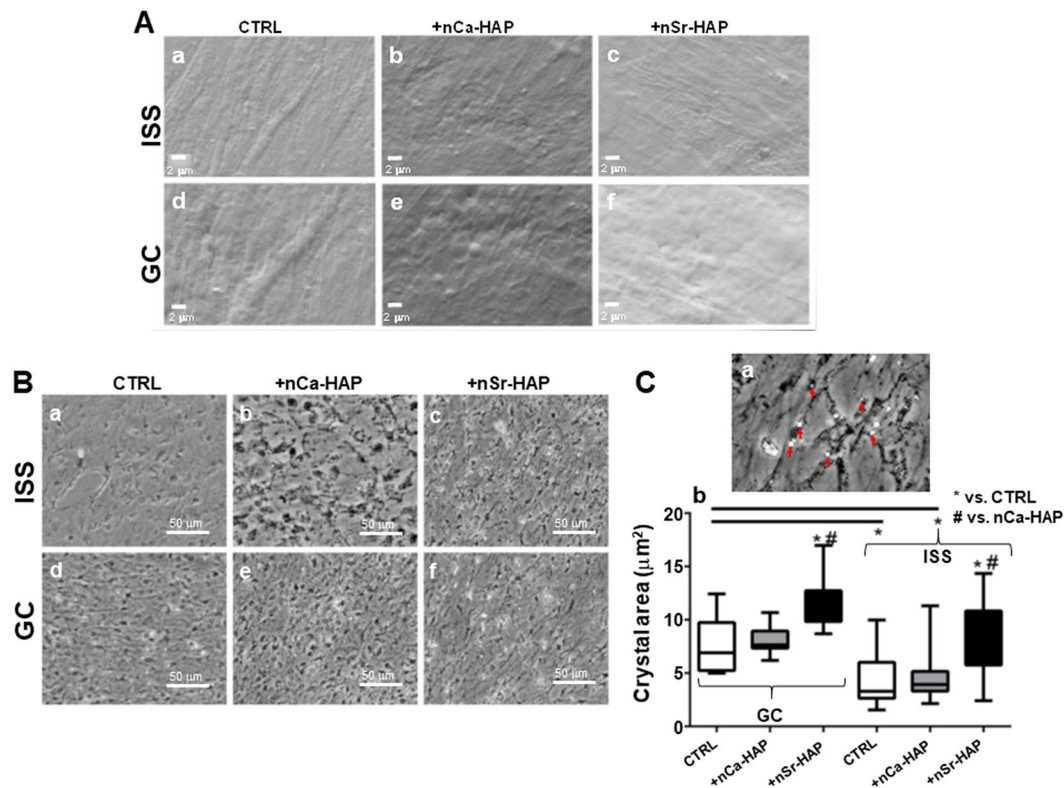 A
CTRL +nCa-HAP +nSr-HAP
ISS
a b c
2 μm 2 μm 2 μm
GC
d e f
2 μm 2 μm 2 μm
B
CTRL +nCa-HAP +nSr-HAP
ISS
a b c
50 μm 50 μm 50 μm
GC
d e f
50 μm 50 μm 50 μm
C
a
b
* vs. CTRL
# vs. nCa-HAP
Crystal area (μm²)
20
15
10
5
0
* # * * * #
ISS
GC
CTRL +nCa-HAP +nSr-HAP CTRL +nCa-HAP +nSr-HAP